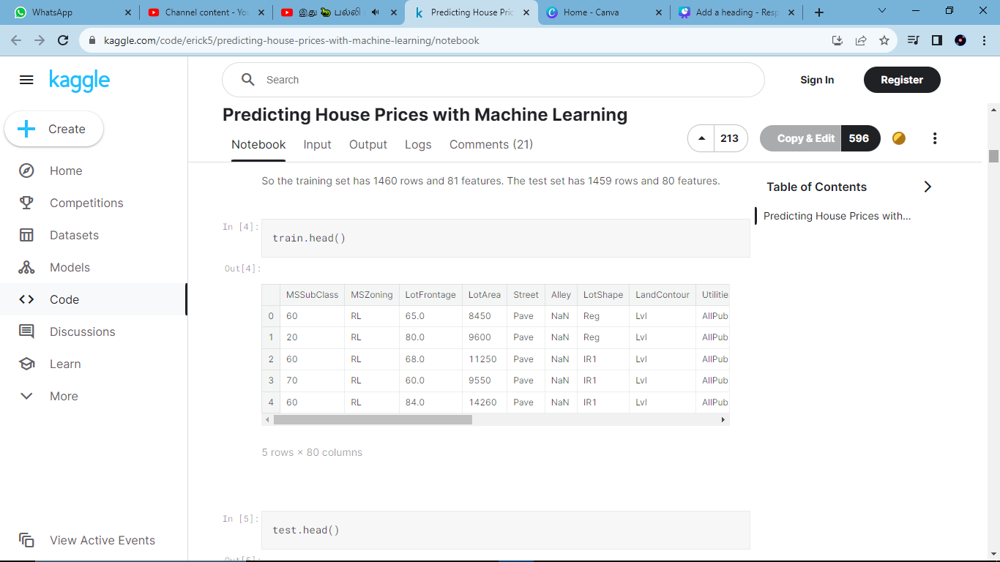 WhatsApp
Channel content - Yo
இது பல்லி
Predicting House Pric
Home - Canva
Add a heading - Resp
kaggle.com/code/erick5/predicting-house-prices-with-machine-learning/notebook
kaggle
Search
Sign In
Register
Create
Predicting House Prices with Machine Learning
Notebook Input Output Logs Comments (21)
213
Copy & Edit 596
Home
Competitions
Datasets
Models
Code
Discussions
Learn
More
View Active Events
So the training set has 1460 rows and 81 features. The test set has 1459 rows and 80 features.
Table of Contents
Predicting House Prices with...
In [4]:
train.head()
Out[4]:
MSSubClass MSZoning LotFrontage LotArea Street Alley LotShape LandContour Utilitie
0 60 RL 65.0 8450 Pave NaN Reg Lvl AllPub
1 20 RL 80.0 9600 Pave NaN Reg Lvl AllPub
2 60 RL 68.0 11250 Pave NaN IR1 Lvl AllPub
3 70 RL 60.0 9550 Pave NaN IR1 Lvl AllPub
4 60 RL 84.0 14260 Pave NaN IR1 Lvl AllPub
5 rows × 80 columns
In [5]:
test.head()
Out[5]: